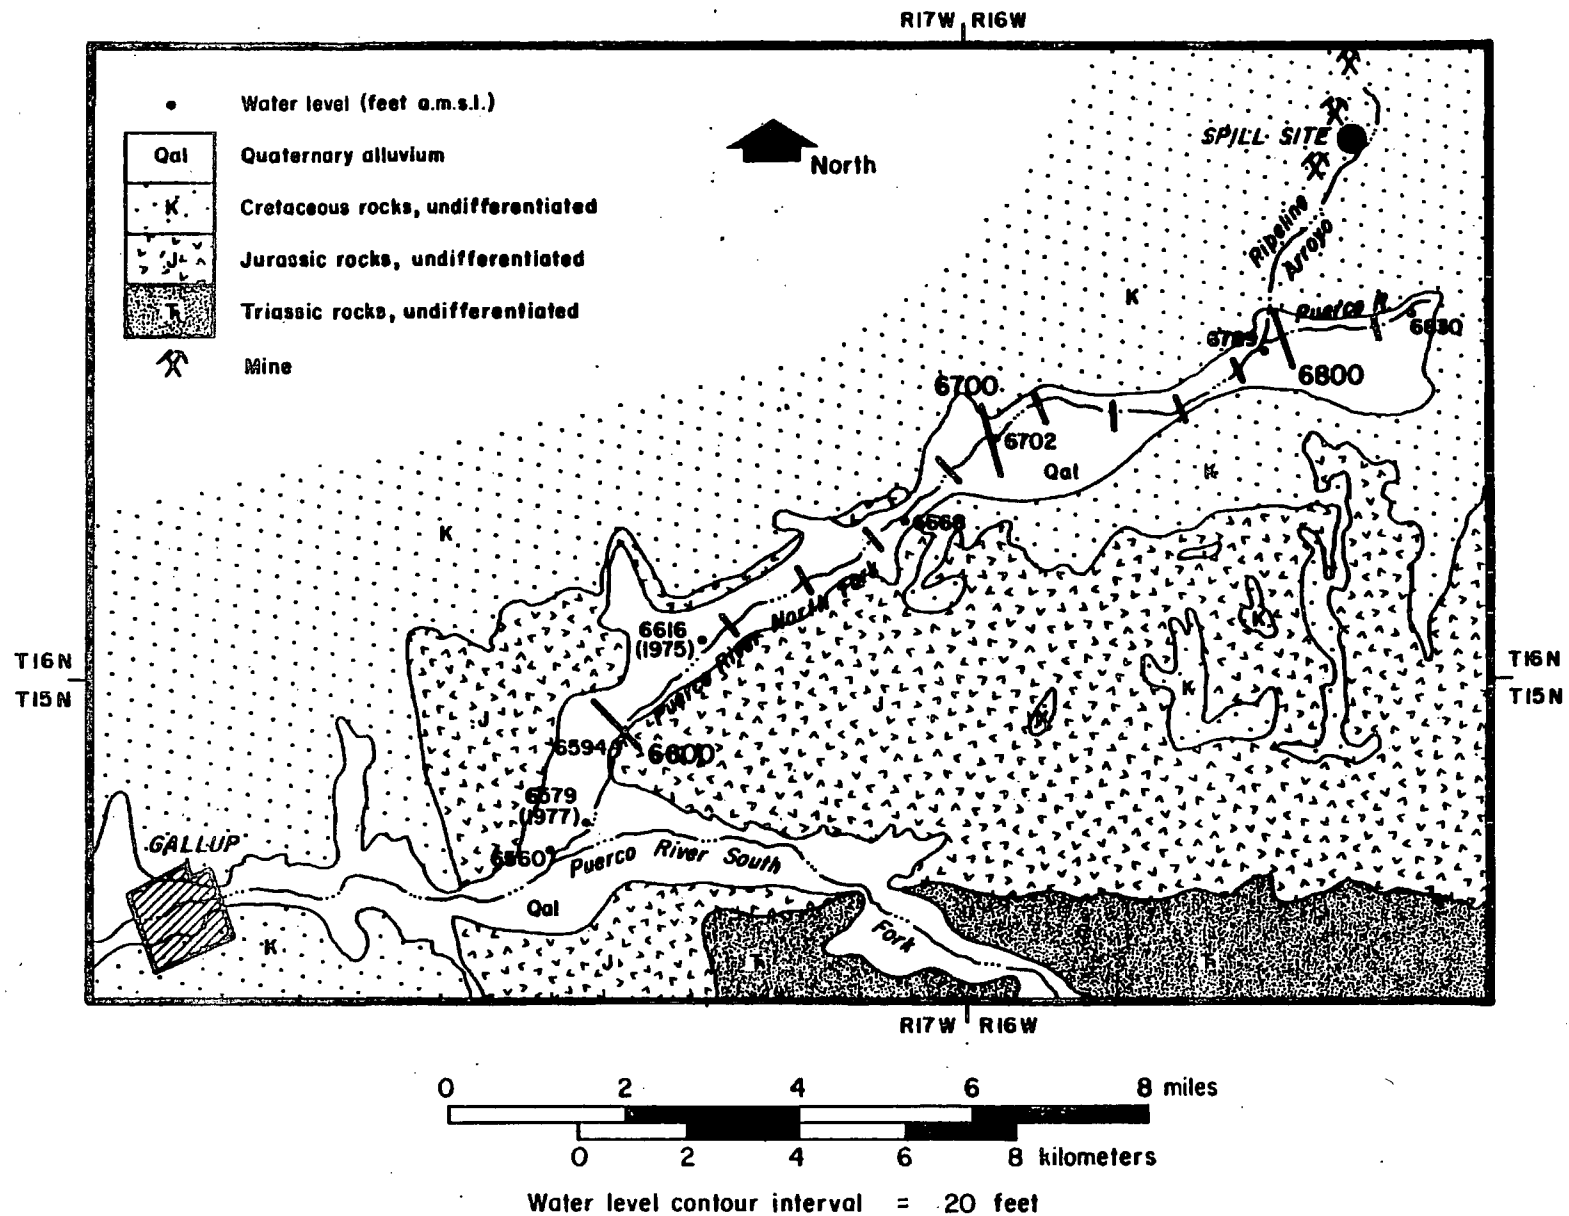 R17W R16W
Water level (feet a.m.s.l.)
Qal Quaternary alluvium
K Cretaceous rocks, undifferentiated
J Jurassic rocks, undifferentiated
Triassic rocks, undifferentiated
Mine
North
SPILL SITE
Pipeline
Arroyo
K
Puerco R.
6800
6700
6702
Qal
K
6668
K
Puerco River North Fork
6616
(1975)
T16N
T15N
T16N
T15N
K
K
K
J
J
6594
6600
6579
(1977)
GALLUP
6560
Puerco River South
Fork
Qal
K
J
R17W R16W
0 2 4 6 8 miles
0 2 4 6 8 kilometers
Water level contour interval = 20 feet